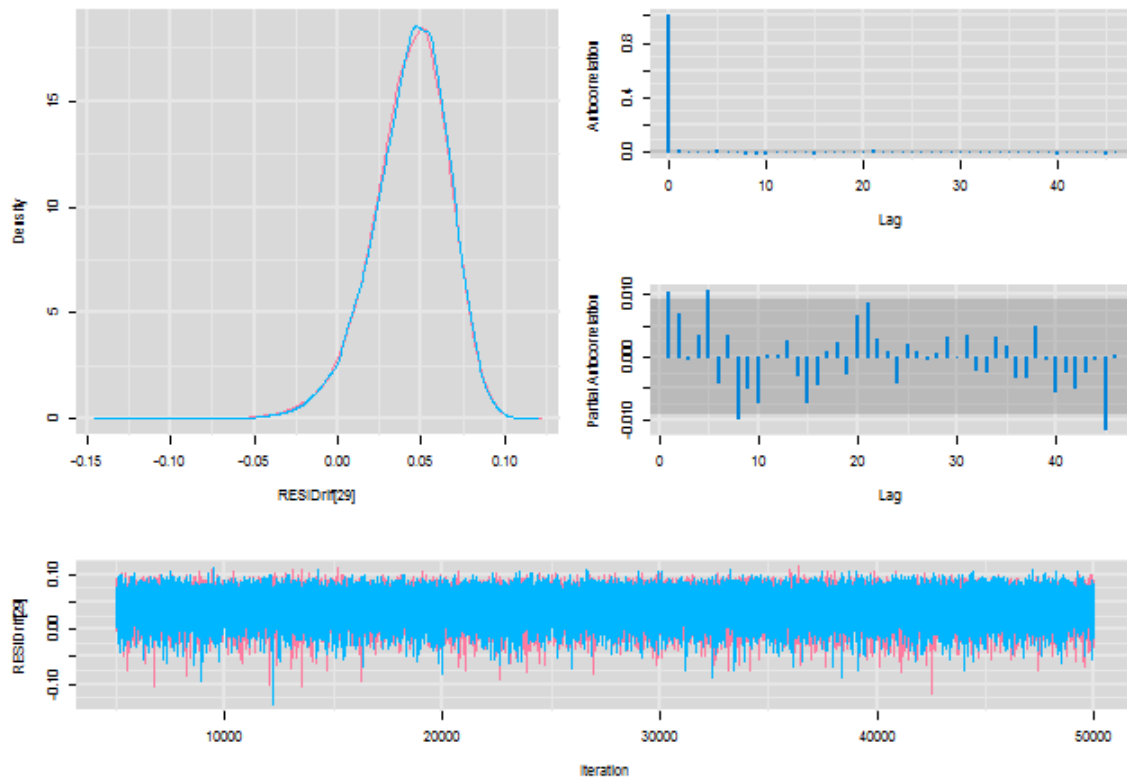 Density
15
10
5
0
-0.15 -0.10 -0.05 0.00 0.05 0.10
RESIDrif[29]
Autocorrelation
0.8
0.4
0.0
0 10 20 30 40
Lag
Partial Autocorrelation
0.010
0.000
-0.010
0 10 20 30 40
Lag
RESIDrif[29]
0.10
0.00
-0.10
10000 20000 30000 40000 50000
Iteration